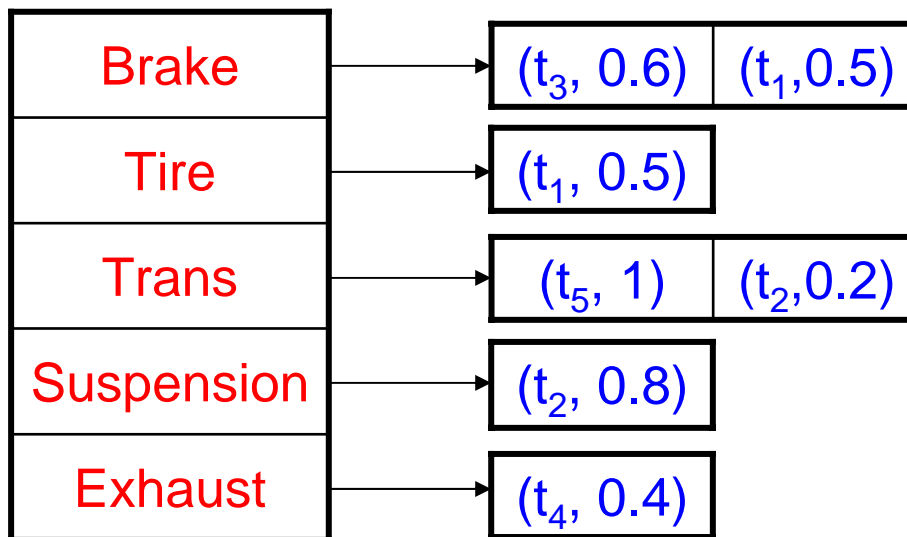 Brake (t₃, 0.6) (t₁,0.5)
Tire (t₁, 0.5)
Trans (t₅, 1) (t₂,0.2)
Suspension (t₂, 0.8)
Exhaust (t₄, 0.4)